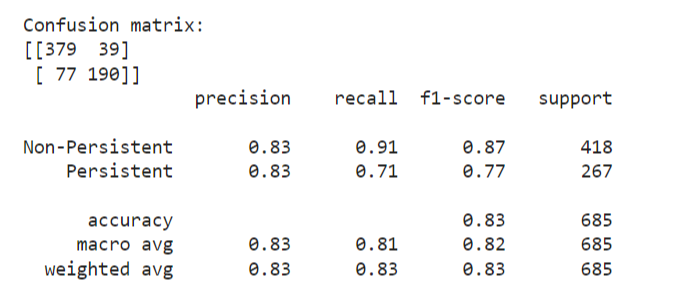 Confusion matrix:
[[379  39]
 [ 77 190]]
              precision    recall  f1-score   support

Non-Persistent       0.83      0.91      0.87       418
    Persistent       0.83      0.71      0.77       267

      accuracy                           0.83       685
     macro avg       0.83      0.81      0.82       685
  weighted avg       0.83      0.83      0.83       685